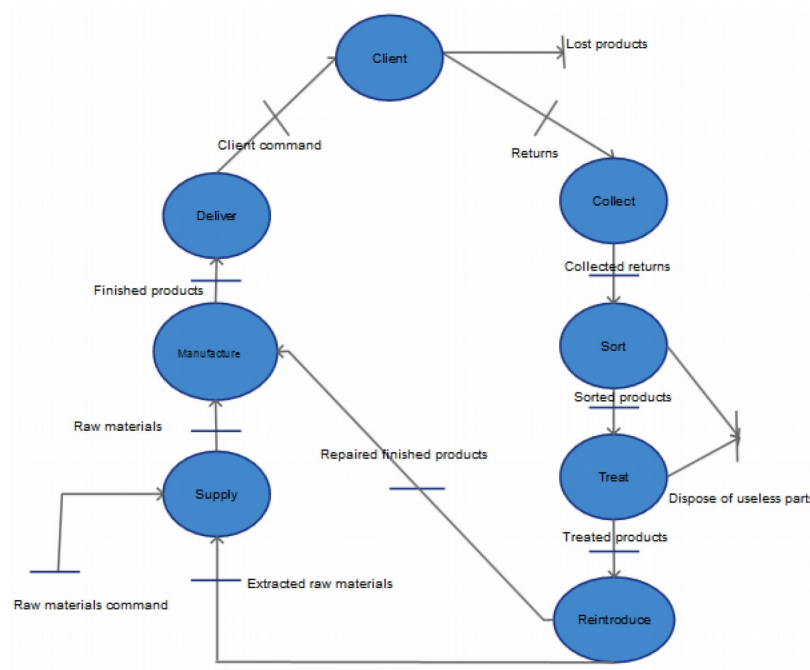 Client
Lost products
Client command
Returns
Deliver
Collect
Finished products
Collected returns
Manufacture
Sort
Raw materials
Sorted products
Repaired finished products
Supply
Treat
Dispose of useless parts
Treated products
Extracted raw materials
Raw materials command
Reintroduce